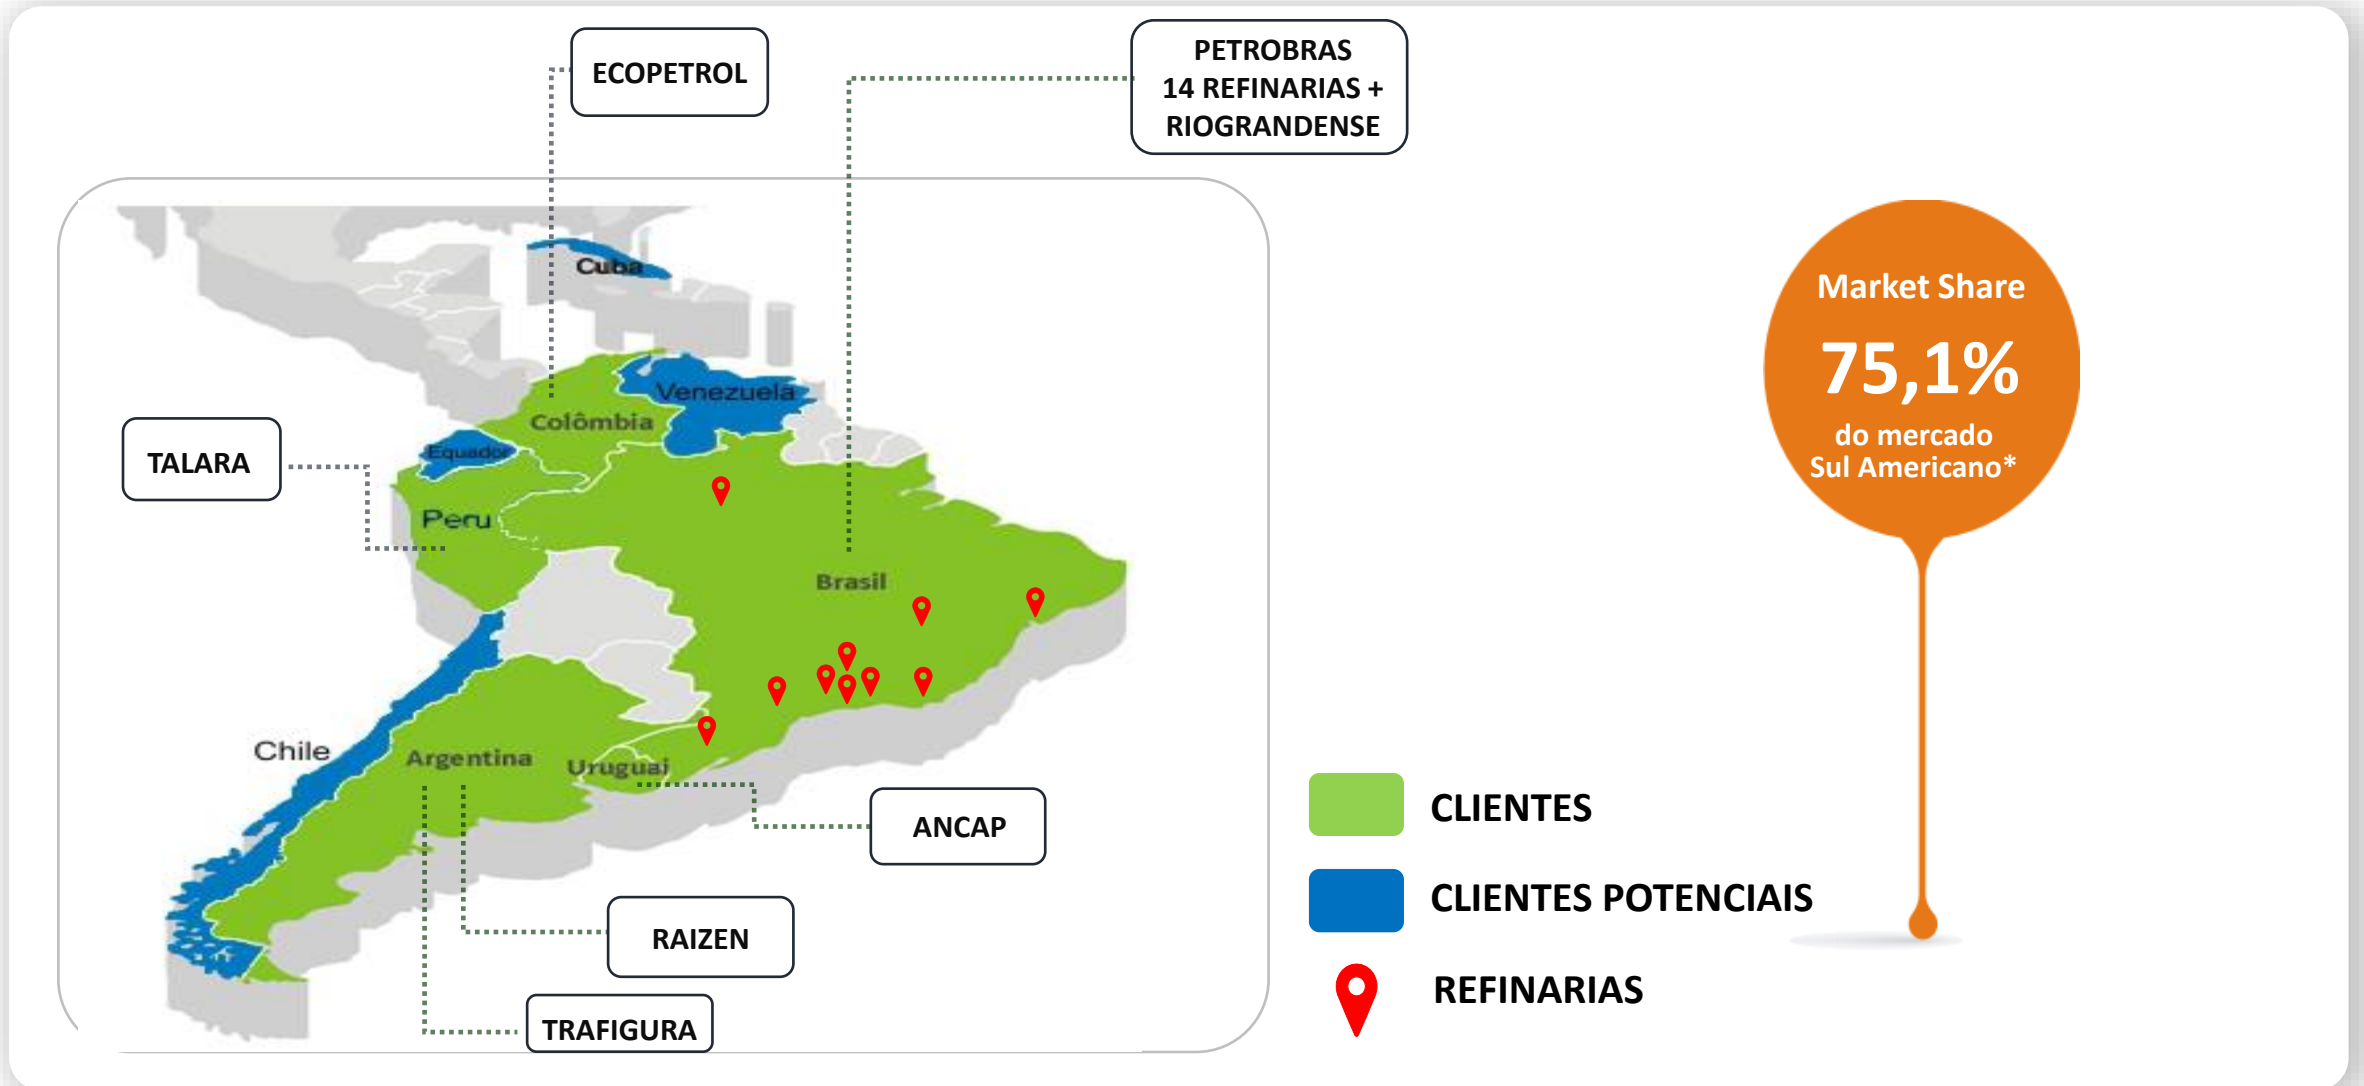 ECOPETROL
PETROBRAS
14 REFINARIAS +
RIOGRANDENSE
Cuba
Venezuela
Colômbia
Equador
TALARA
Peru
Brasil
Chile
Argentina
Uruguai
ANCAP
RAIZEN
TRAFIGURA
Market Share
75,1%
do mercado
Sul Americano*
CLIENTES
CLIENTES POTENCIAIS
REFINARIAS